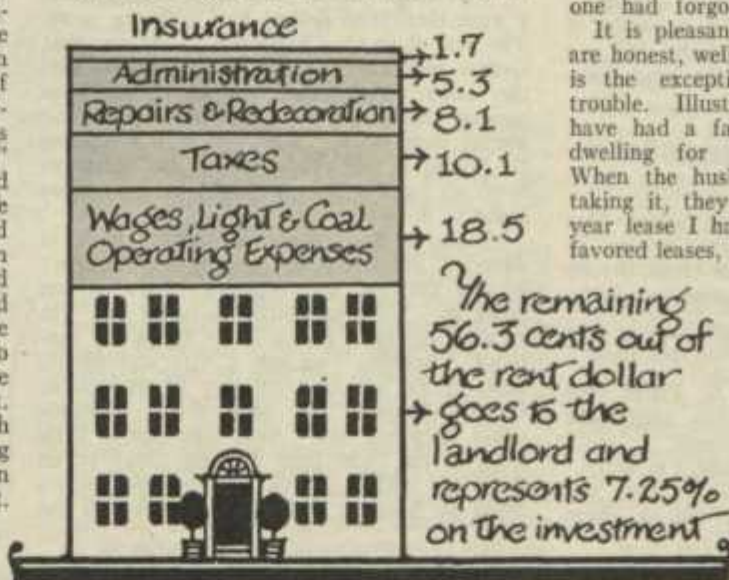 Insurance
→1.7
Administration
→5.3
Repairs & Redecoration
→8.1
Taxes
→10.1
Wages, Light & Coal
Operating Expenses
→ 18.5
The remaining
56.3 cents out of
the rent dollar
→ goes to the
landlord and
represents 7.25%
on the investment
one had forgo
It is pleasan
are honest, well
is the excepti
trouble. Illust
have had a fa
dwelling for
When the hus
taking it, they
year lease I ha
favored leases,